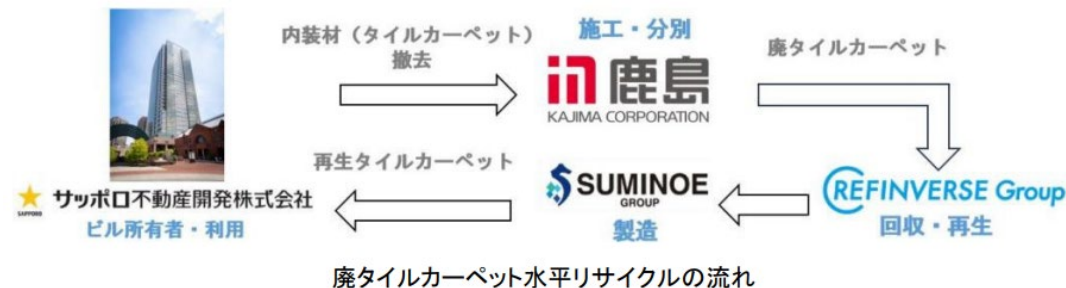 内装材（タイルカーペット）
撤去
施工・分別
鹿島
KAJIMA CORPORATION
廃タイルカーペット
再生タイルカーペット
SAPPORO
サッポロ不動産開発株式会社
ビル所有者・利用
SUMINOE
GROUP
製造
REFINVERSE Group
回収・再生
廃タイルカーペット水平リサイクルの流れ